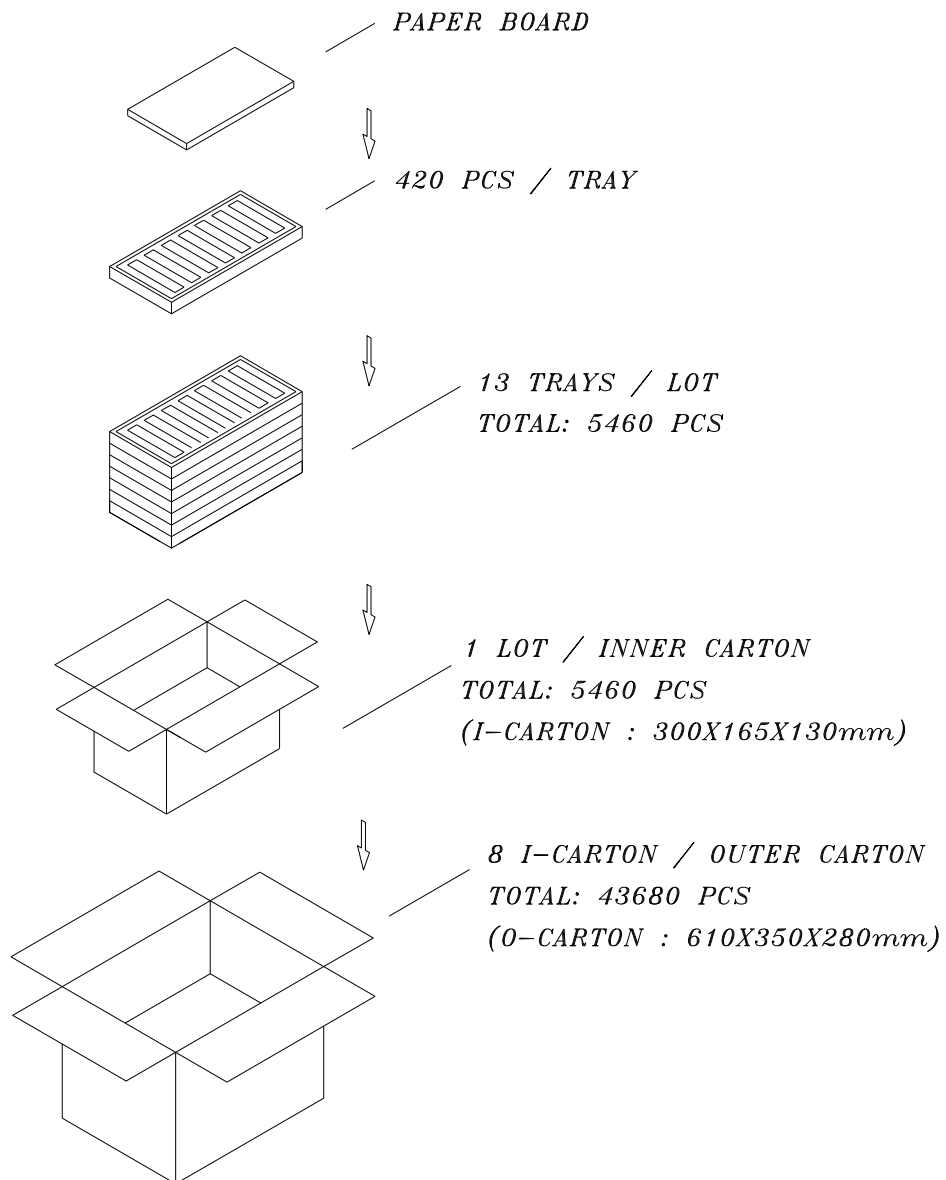 PAPER BOARD
420 PCS / TRAY
13 TRAYS / LOT
TOTAL: 5460 PCS
1 LOT / INNER CARTON
TOTAL: 5460 PCS
(I-CARTON : 300X165X130mm)
8 I-CARTON / OUTER CARTON
TOTAL: 43680 PCS
(O-CARTON : 610X350X280mm)